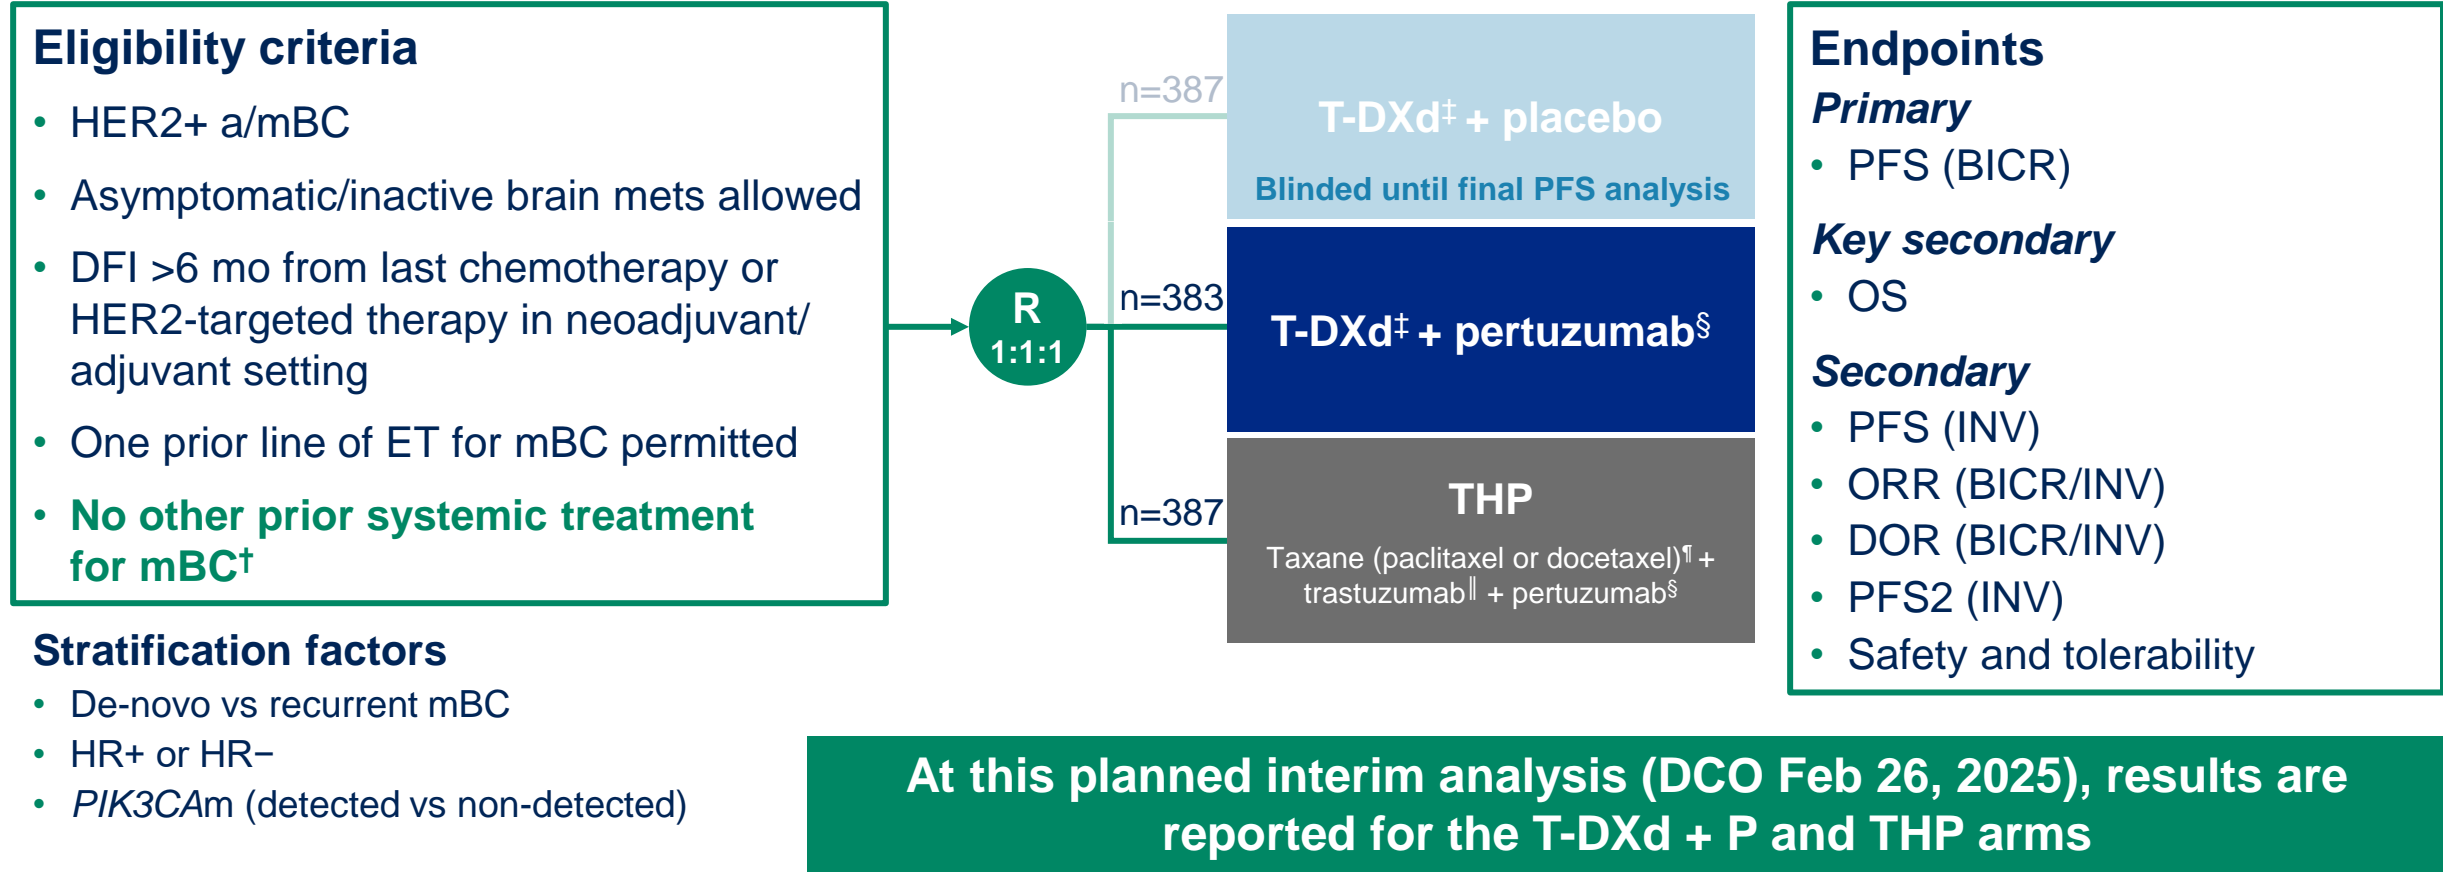 Eligibility criteria
• HER2+ a/mBC
• Asymptomatic/inactive brain mets allowed
• DFI >6 mo from last chemotherapy or
HER2-targeted therapy in neoadjuvant/
adjuvant setting
• One prior line of ET for mBC permitted
• No other prior systemic treatment
for mBC†
Stratification factors
• De-novo vs recurrent mBC
• HR+ or HR−
• PIK3CAm (detected vs non-detected)
R
1:1:1
n=387
T-DXd‡ + placebo
Blinded until final PFS analysis
n=383
T-DXd‡ + pertuzumab§
n=387
THP
Taxane (paclitaxel or docetaxel)¶ +
trastuzumab‖ + pertuzumab§
Endpoints
Primary
• PFS (BICR)
Key secondary
• OS
Secondary
• PFS (INV)
• ORR (BICR/INV)
• DOR (BICR/INV)
• PFS2 (INV)
• Safety and tolerability
At this planned interim analysis (DCO Feb 26, 2025), results are
reported for the T-DXd + P and THP arms